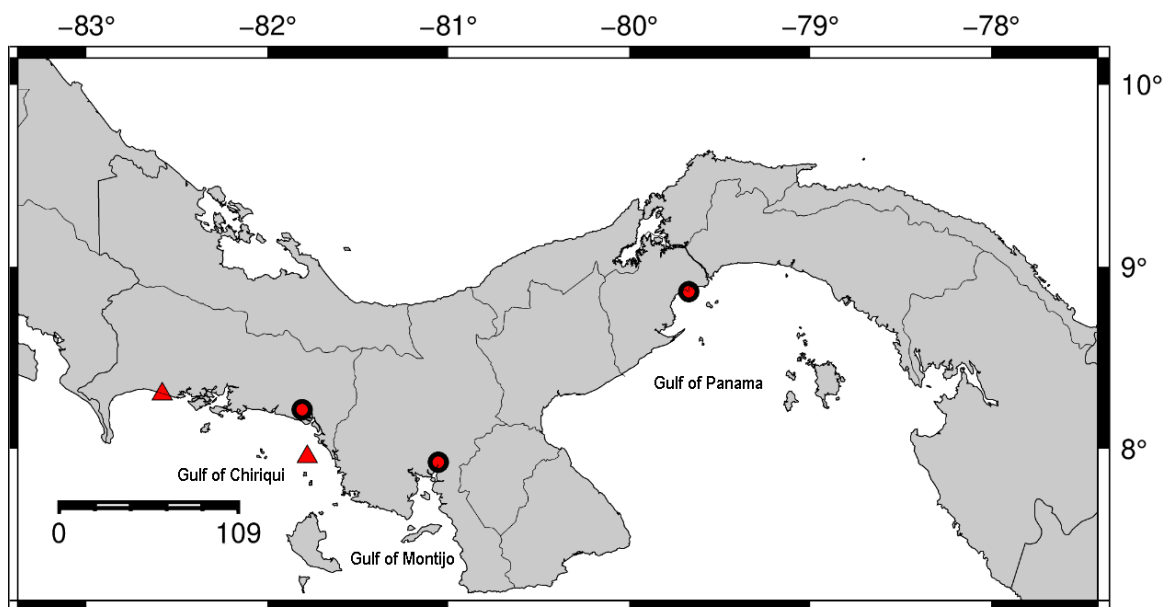 −83° −82° −81° −80° −79° −78°
10°
9°
Gulf of Panama
8°
Gulf of Chiriqui
0 109
Gulf of Montijo